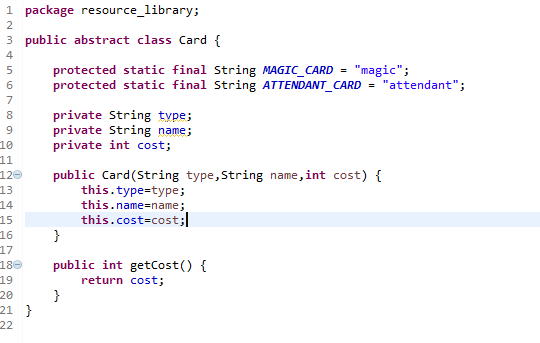 1 package resource_library;
2
3 public abstract class Card {
4
5     protected static final String MAGIC_CARD = "magic";
6     protected static final String ATTENDANT_CARD = "attendant";
7
8     private String type;
9     private String name;
10     private int cost;
11
12     public Card(String type,String name,int cost) {
13         this.type=type;
14         this.name=name;
15         this.cost=cost;
16     }
17
18     public int getCost() {
19         return cost;
20     }
21 }
22